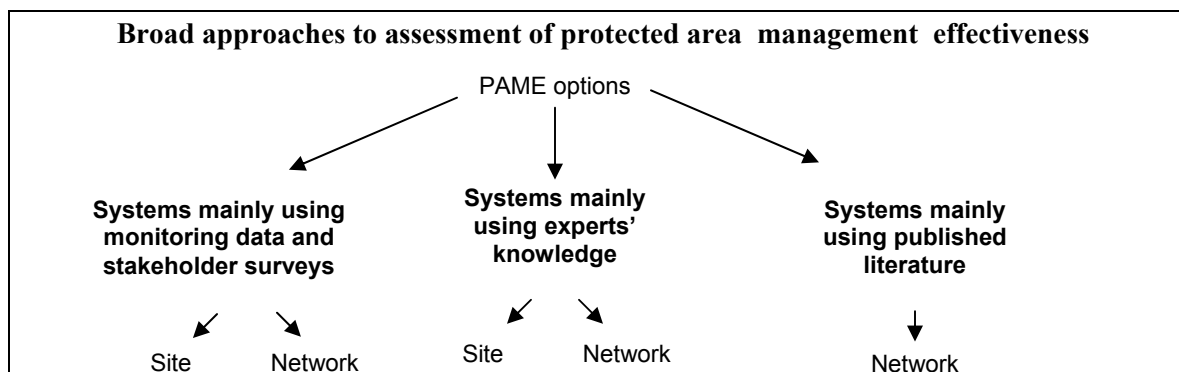 Broad approaches to assessment of protected area management effectiveness
PAME options
Systems mainly using
monitoring data and
stakeholder surveys
Systems mainly
using experts’
knowledge
Systems mainly
using published
literature
Site Network
Site Network
Network